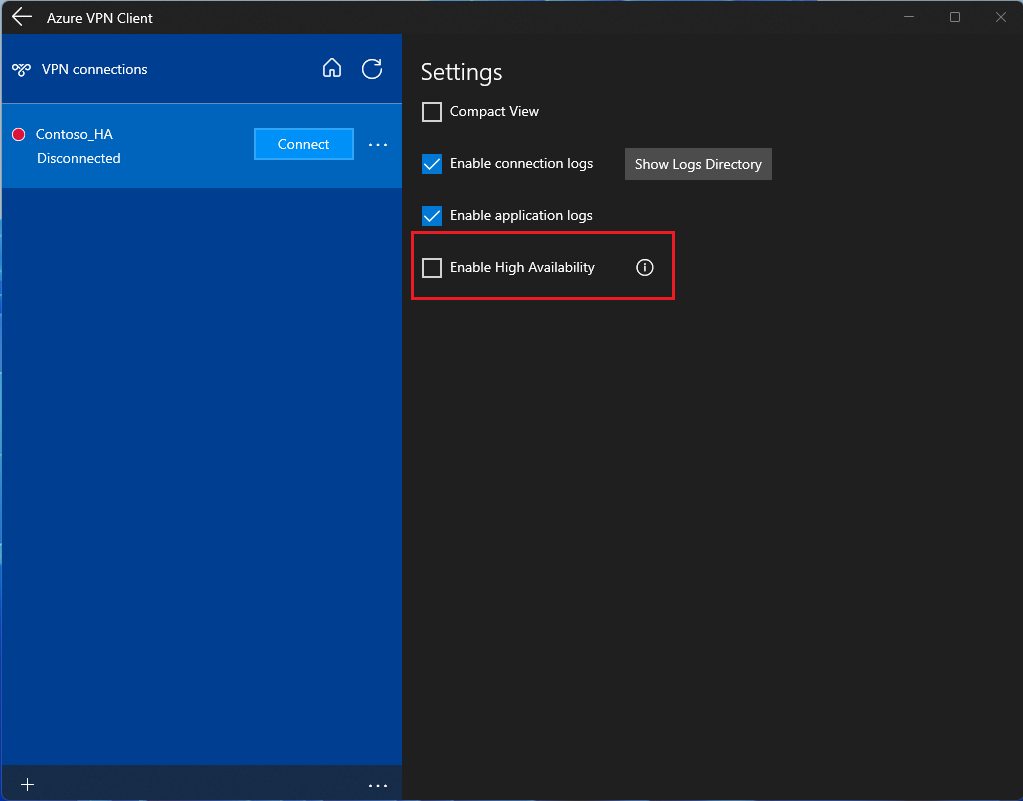 Azure VPN Client
VPN connections
Contoso_HA
Disconnected
Connect
Settings
Compact View
Enable connection logs
Show Logs Directory
Enable application logs
Enable High Availability